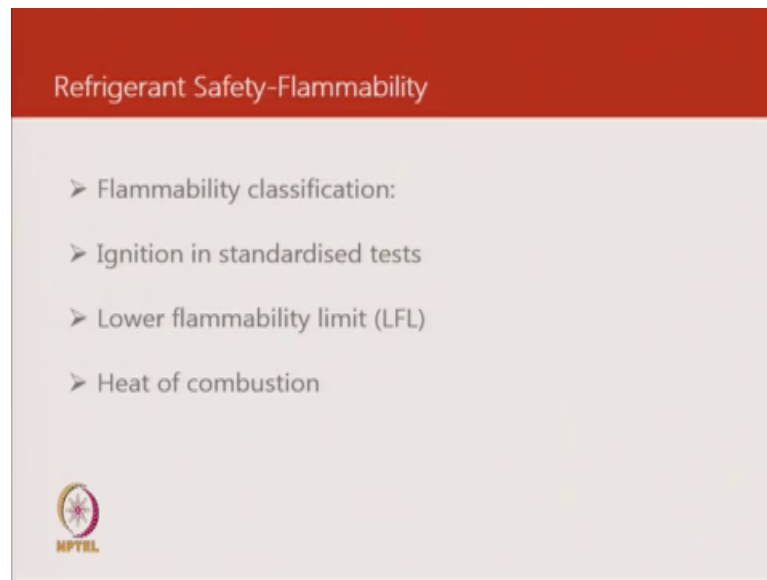 Refrigerant Safety-Flammability
➢ Flammability classification:
➢ Ignition in standardised tests
➢ Lower flammability limit (LFL)
➢ Heat of combustion
NPTEL